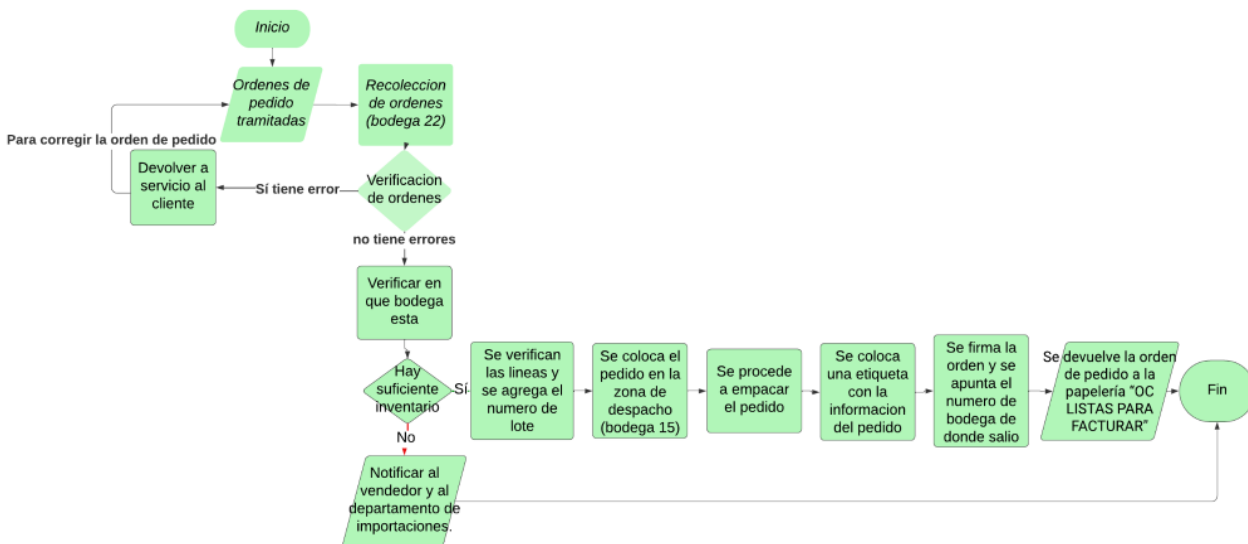 Inicio
Ordenes de
pedido
tramitadas
Recoleccion
de ordenes
(bodega 22)
Para corregir la orden de pedido
Devolver a
servicio al
cliente
Sí tiene error
Verificacion
de ordenes
no tiene errores
Verificar en
que bodega
esta
Hay
suficiente
inventario
Sí
Se verifican
las lineas y
se agrega el
numero de
lote
Se coloca el
pedido en la
zona de
despacho
(bodega 15)
Se procede
a empacar
el pedido
Se coloca
una etiqueta
con la
informacion
del pedido
Se firma la
orden y se
apunta el
numero de
bodega de
donde salio
Se devuelve la orden
de pedido a la
papelería “OC
LISTAS PARA
FACTURAR”
Fin
No
Notificar al
vendedor y al
departamento de
importaciones.